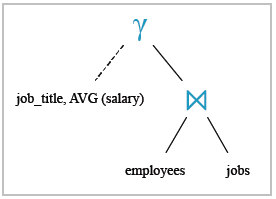 γ
job_title, AVG (salary)
⋈
employees
jobs